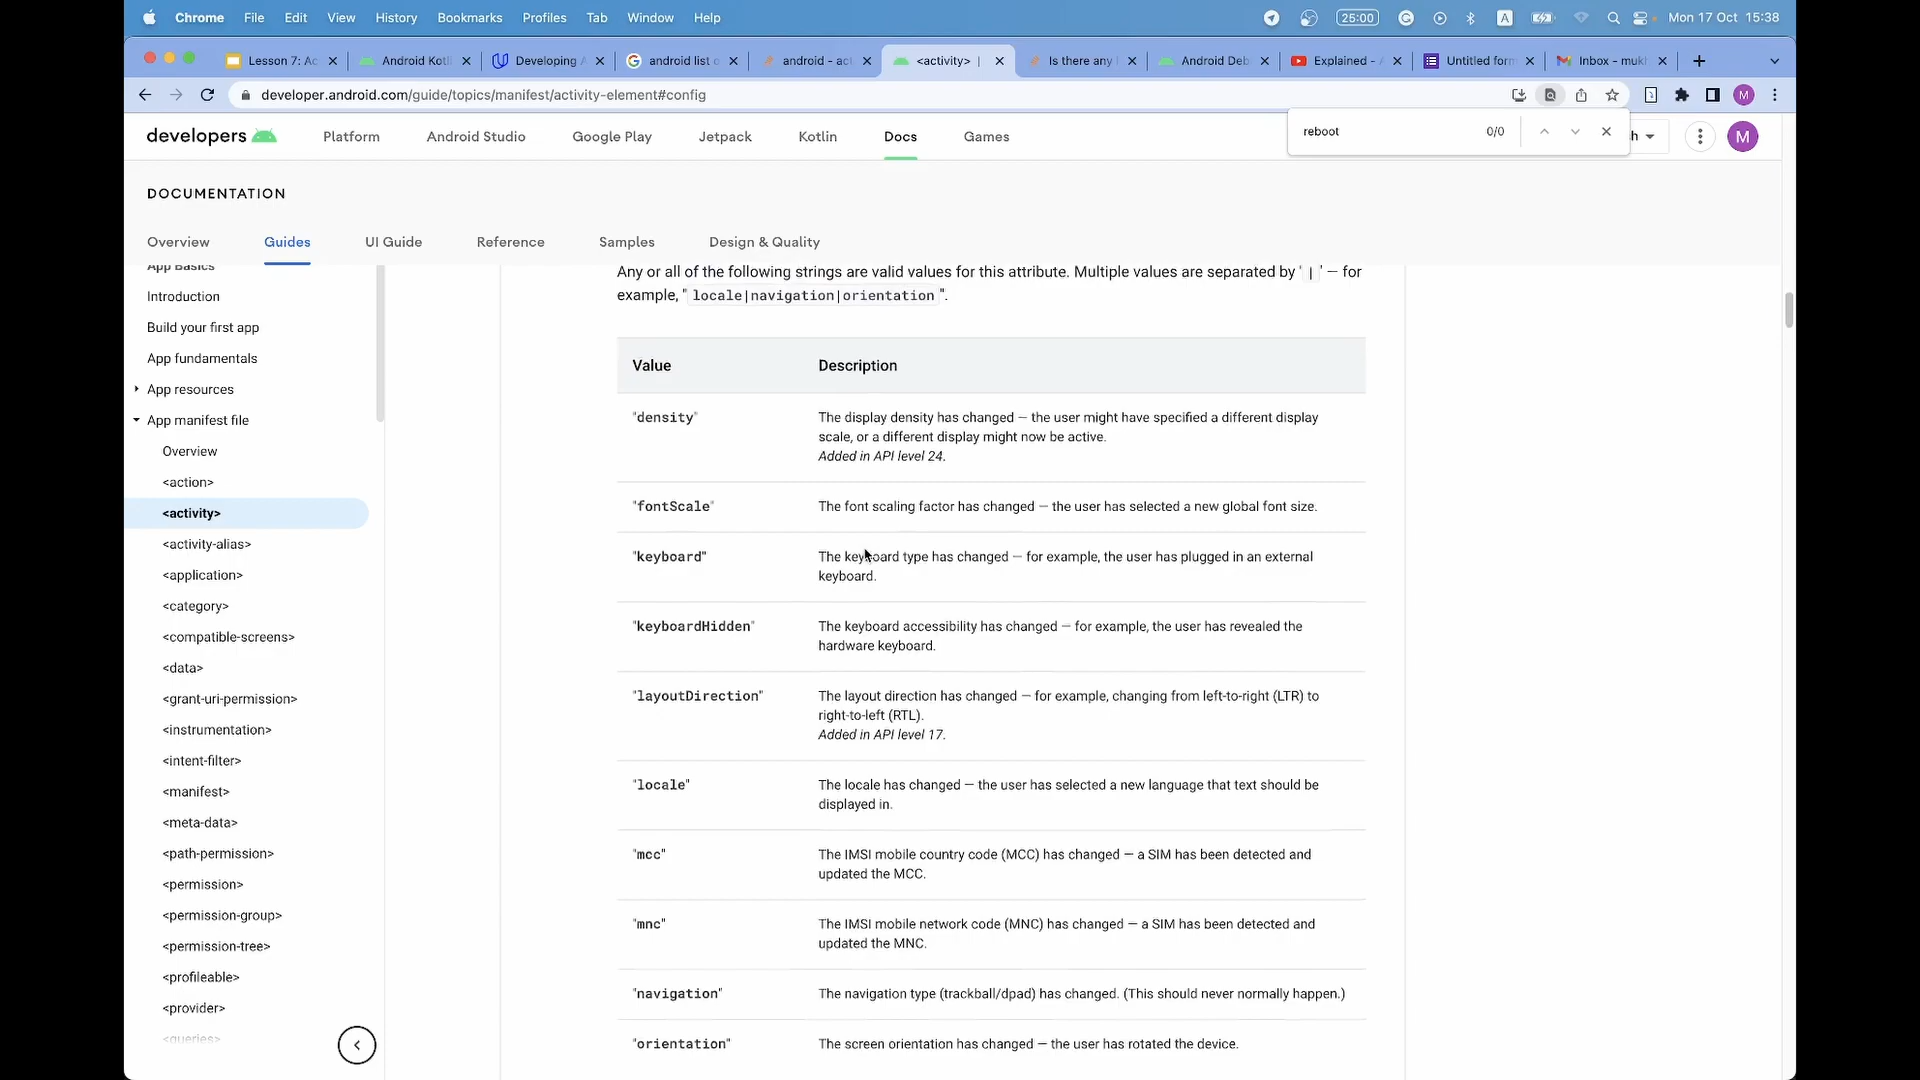 Chrome File Edit View History Bookmarks Profiles Tab Window Help 25:00 A Mon 17 Oct 15:38
Lesson 7: Ac Android Kotl Developing A android list o android - act <activity> | Is there any Android Deb Explained - A Untitled form Inbox - mukl
developer.android.com/guide/topics/manifest/activity-element#config M
reboot 0/0
developers Platform Android Studio Google Play Jetpack Kotlin Docs Games h M
DOCUMENTATION
Overview Guides UI Guide Reference Samples Design & Quality
App Basics
Introduction
Build your first app
App fundamentals
App resources
App manifest file
Overview
<action>
<activity>
<activity-alias>
<application>
<category>
<compatible-screens>
<data>
<grant-uri-permission>
<instrumentation>
<intent-filter>
<manifest>
<meta-data>
<path-permission>
<permission>
<permission-group>
<permission-tree>
<profileable>
<provider>
<queries>
Any or all of the following strings are valid values for this attribute. Multiple values are separated by '|' — for
example, "locale|navigation|orientation".
Value Description
"density" The display density has changed — the user might have specified a different display
scale, or a different display might now be active.
Added in API level 24.
"fontScale" The font scaling factor has changed — the user has selected a new global font size.
"keyboard" The keyboard type has changed — for example, the user has plugged in an external
keyboard.
"keyboardHidden" The keyboard accessibility has changed — for example, the user has revealed the
hardware keyboard.
"layoutDirection" The layout direction has changed — for example, changing from left-to-right (LTR) to
right-to-left (RTL).
Added in API level 17.
"locale" The locale has changed — the user has selected a new language that text should be
displayed in.
"mcc" The IMSI mobile country code (MCC) has changed — a SIM has been detected and
updated the MCC.
"mnc" The IMSI mobile network code (MNC) has changed — a SIM has been detected and
updated the MNC.
"navigation" The navigation type (trackball/dpad) has changed. (This should never normally happen.)
"orientation" The screen orientation has changed — the user has rotated the device.